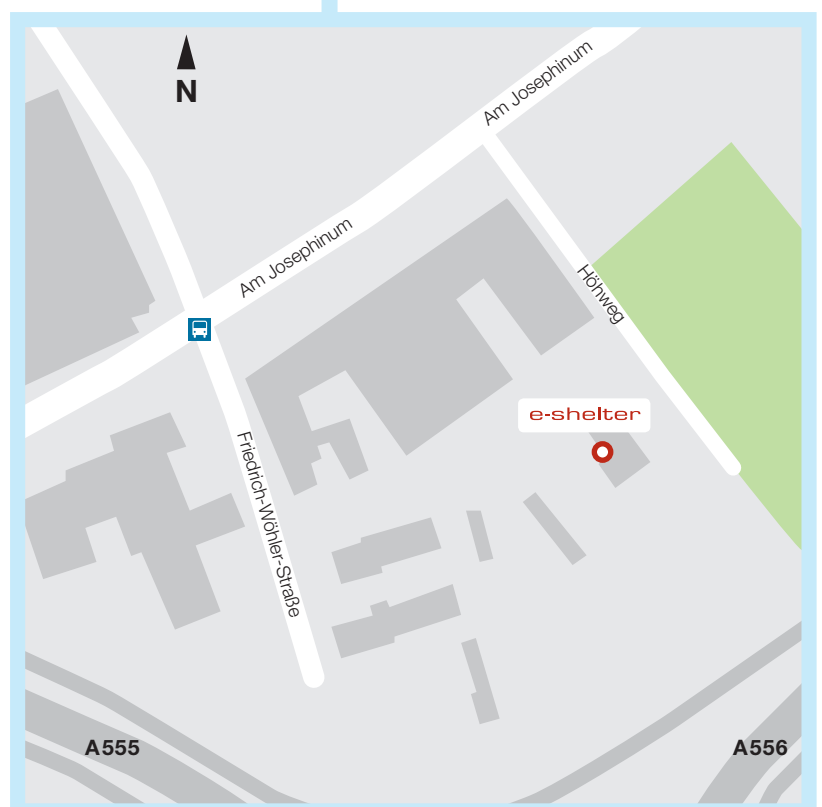 N
Am Josephinum
Am Josephinum
Höhweg
e-shelter
Friedrich-Wöhler-Straße
A555
A556